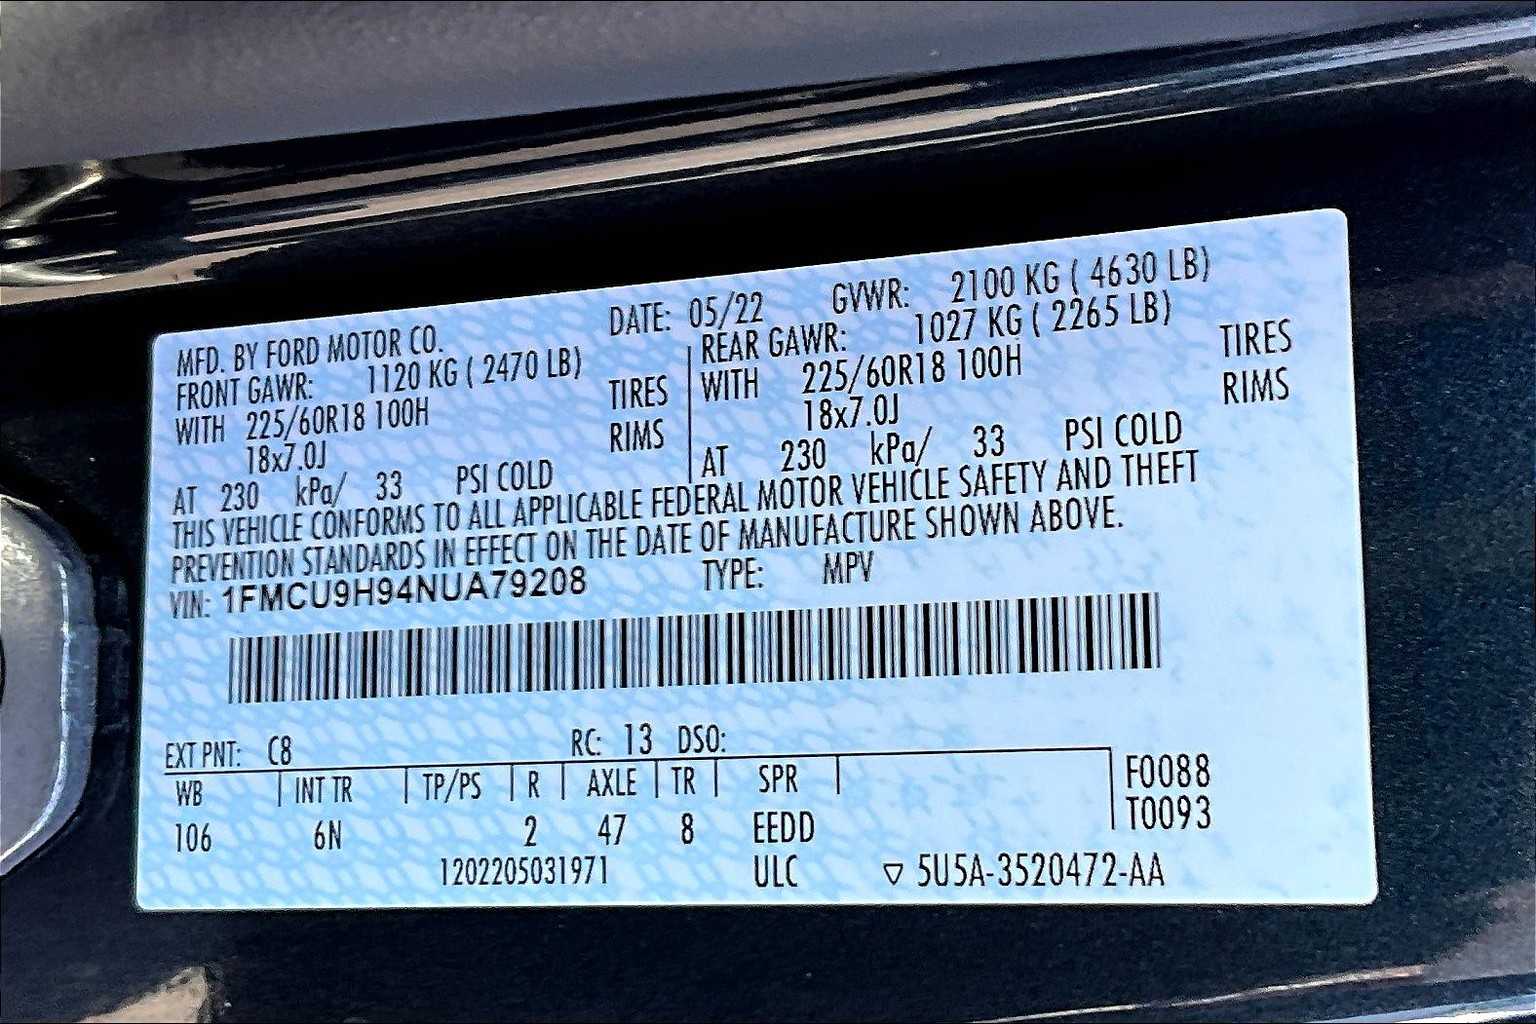 MFD. BY FORD MOTOR CO. DATE: 05/22 GVWR: 2100 KG ( 4630 LB)
FRONT GAWR: 1120 KG ( 2470 LB) REAR GAWR: 1027 KG ( 2265 LB)
WITH 225/60R18 100H TIRES WITH 225/60R18 100H TIRES
18x7.0J RIMS 18x7.0J RIMS
AT 230 kPa/ 33 PSI COLD AT 230 kPa/ 33 PSI COLD
THIS VEHICLE CONFORMS TO ALL APPLICABLE FEDERAL MOTOR VEHICLE SAFETY AND THEFT
PREVENTION STANDARDS IN EFFECT ON THE DATE OF MANUFACTURE SHOWN ABOVE.
VIN: 1FMCU9H94NUA79208 TYPE: MPV
EXT PNT: C8 RC: 13 DSO:
WB INT TR TP/PS R AXLE TR SPR F0088
106 6N 2 47 8 EEDD T0093
1202205031971 ULC ▽ 5U5A-3520472-AA